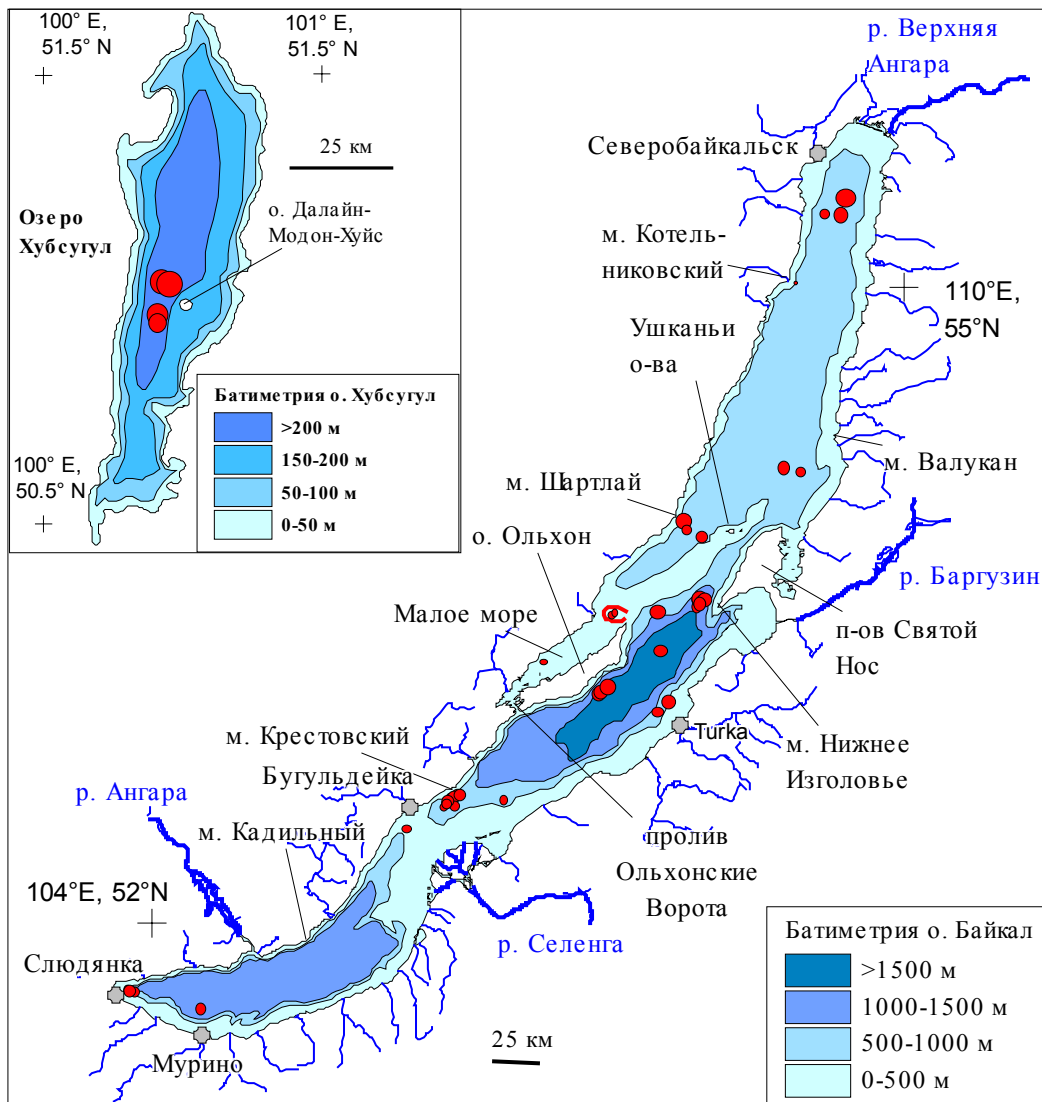 100° E,
51.5° N
101° E,
51.5° N
25 км
Озеро
Хубсугул
о. Далайн-
Модон-Хуйс
Батиметрия о. Хубсугул
>200 м
150-200 м
50-100 м
0-50 м
100° E,
50.5° N
р. Верхняя
Ангара
Северобайкальск
м. Котель-
никовский
110°E,
55°N
Ушканьи
о-ва
м. Валукан
м. Шартлай
о. Ольхон
р. Баргузин
Малое море
п-ов Святой
Нос
Turka
м. Крестовский
м. Нижнее
Изголовье
Бугульдейка
р. Ангара
м. Кадильный
пролив
Ольхонские
Ворота
104°E, 52°N
р. Селенга
Слюдянка
Мурино
25 км
Батиметрия о. Байкал
>1500 м
1000-1500 м
500-1000 м
0-500 м